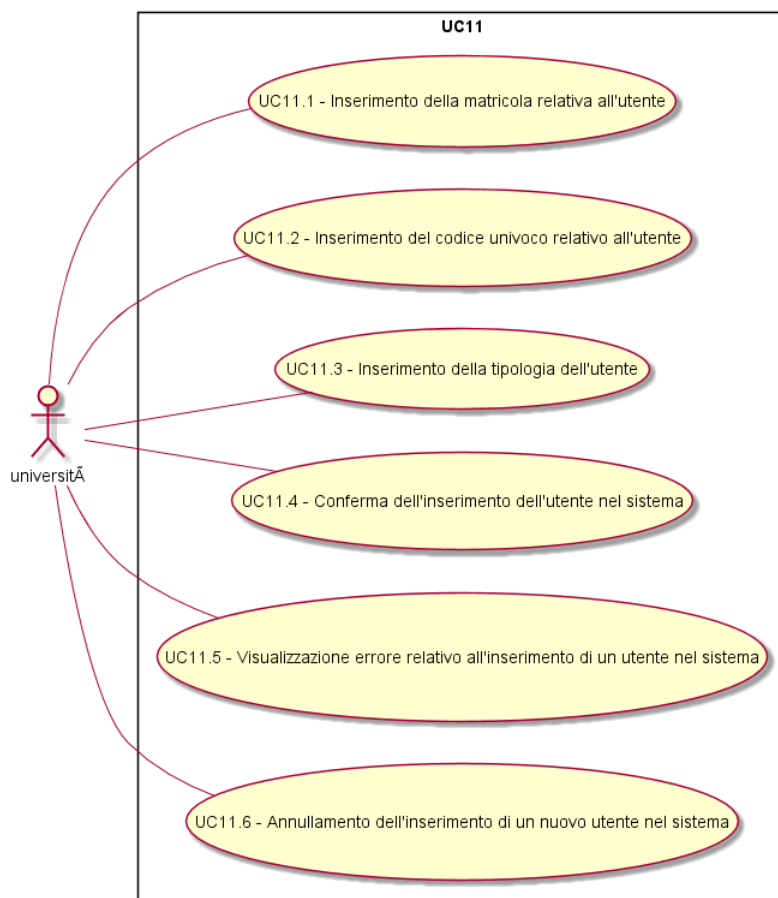 UC11
UC11.1 - Inserimento della matricola relativa all'utente
UC11.2 - Inserimento del codice univoco relativo all'utente
UC11.3 - Inserimento della tipologia dell'utente
universitÃ
UC11.4 - Conferma dell'inserimento dell'utente nel sistema
UC11.5 - Visualizzazione errore relativo all'inserimento di un utente nel sistema
UC11.6 - Annullamento dell'inserimento di un nuovo utente nel sistema